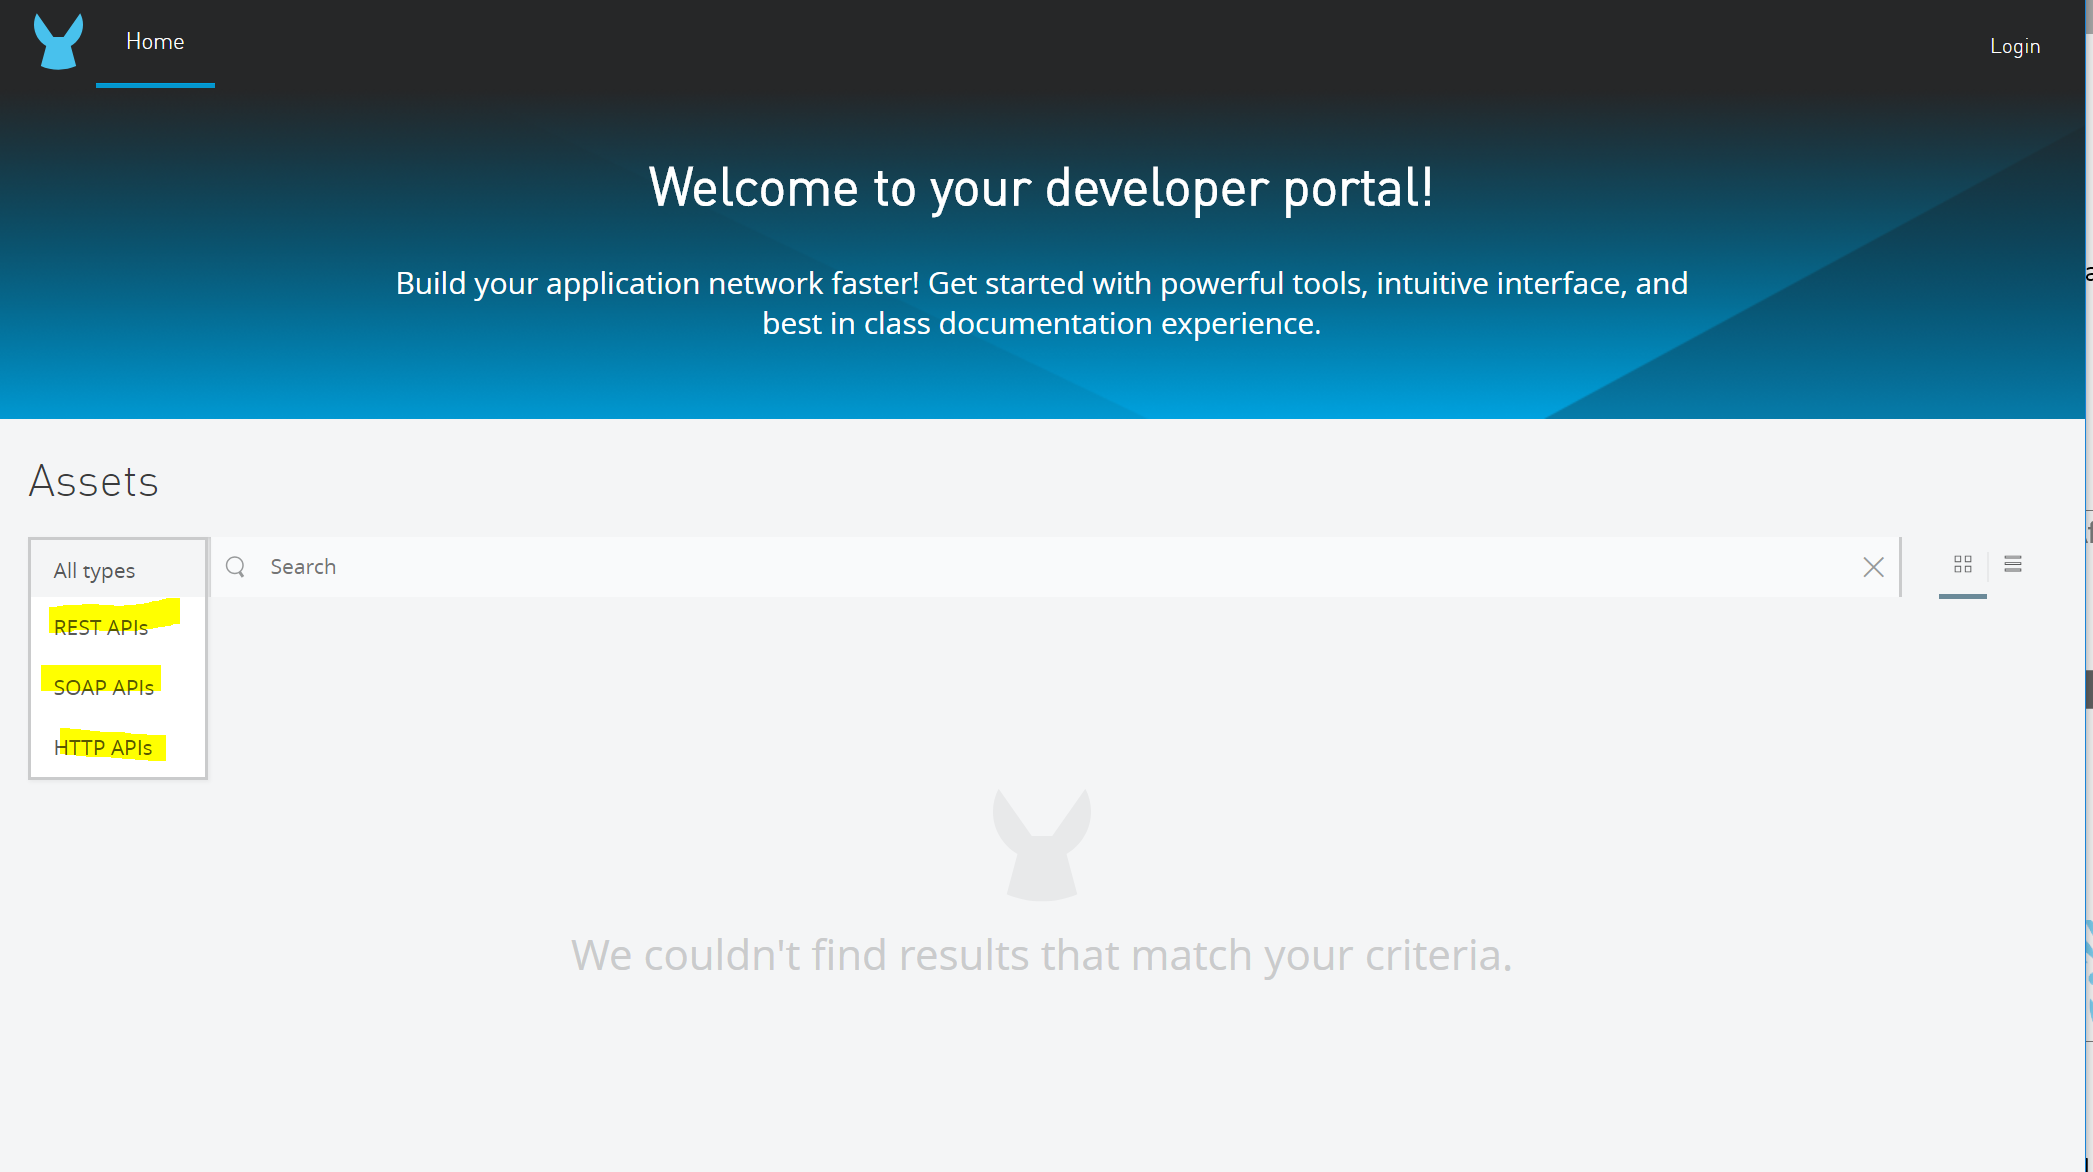 Home
Login
Welcome to your developer portal!
Build your application network faster! Get started with powerful tools, intuitive interface, and
best in class documentation experience.
Assets
All types
Search
REST APIs
SOAP APIs
HTTP APIs
We couldn't find results that match your criteria.